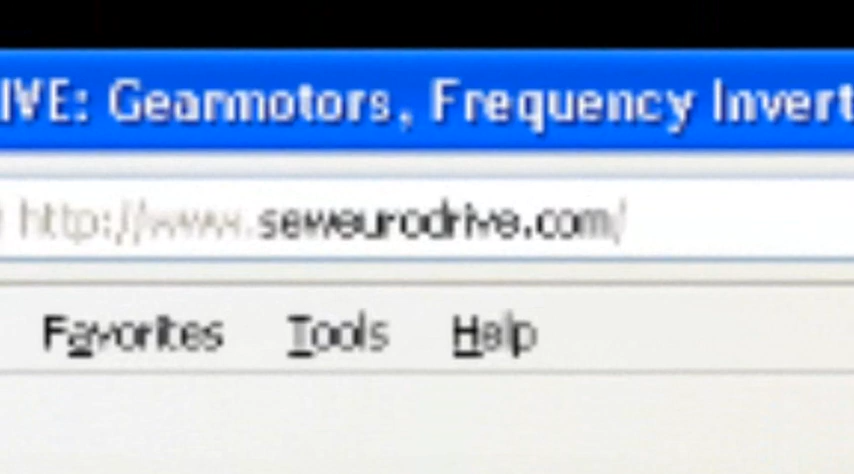 IVE: Gearmotors, Frequency Invert
http://www.seweurodrive.com/
Favorites Tools Help